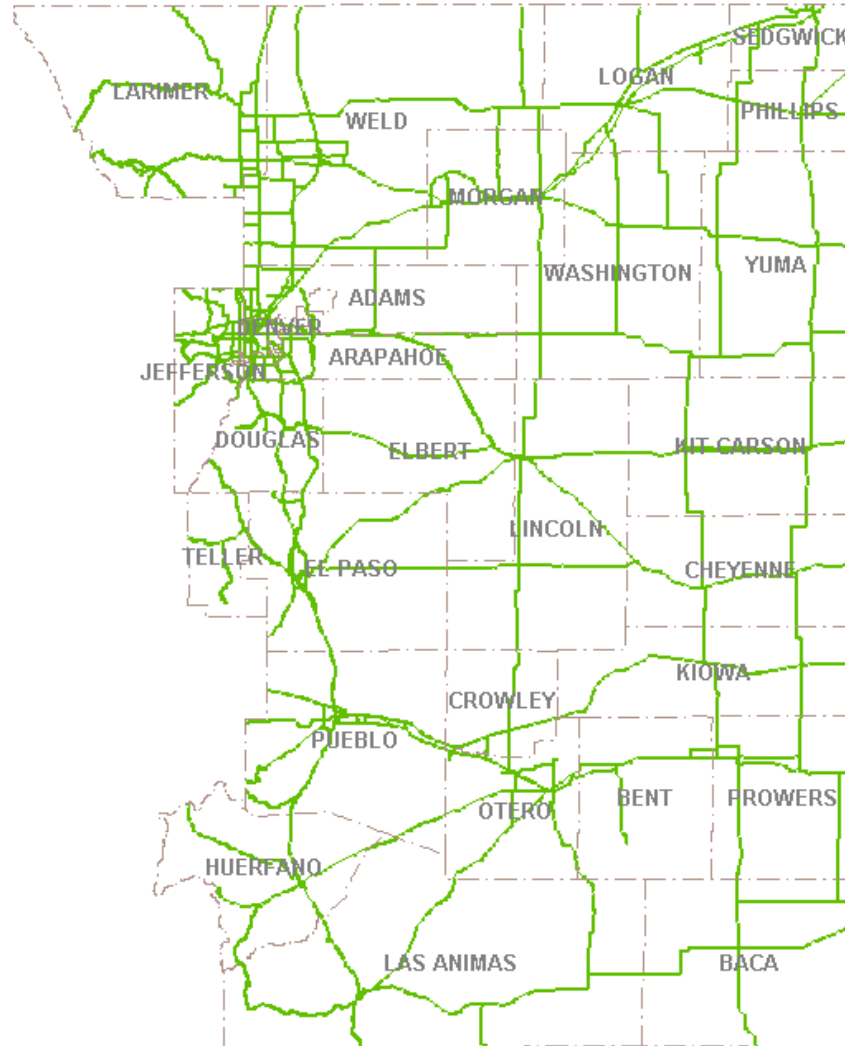 SEDGWICK
LOGAN
LARIMER
PHILLIPS
WELD
MORGAN
WASHINGTON
YUMA
ADAMS
DENVER
ARAPAHOE
JEFFERSON
DOUGLAS
ELBERT
KIT CARSON
LINCOLN
TELLER
EL PASO
CHEYENNE
KIOWA
CROWLEY
PUEBLO
OTERO
BENT
PROWERS
HUERFANO
LAS ANIMAS
BACA